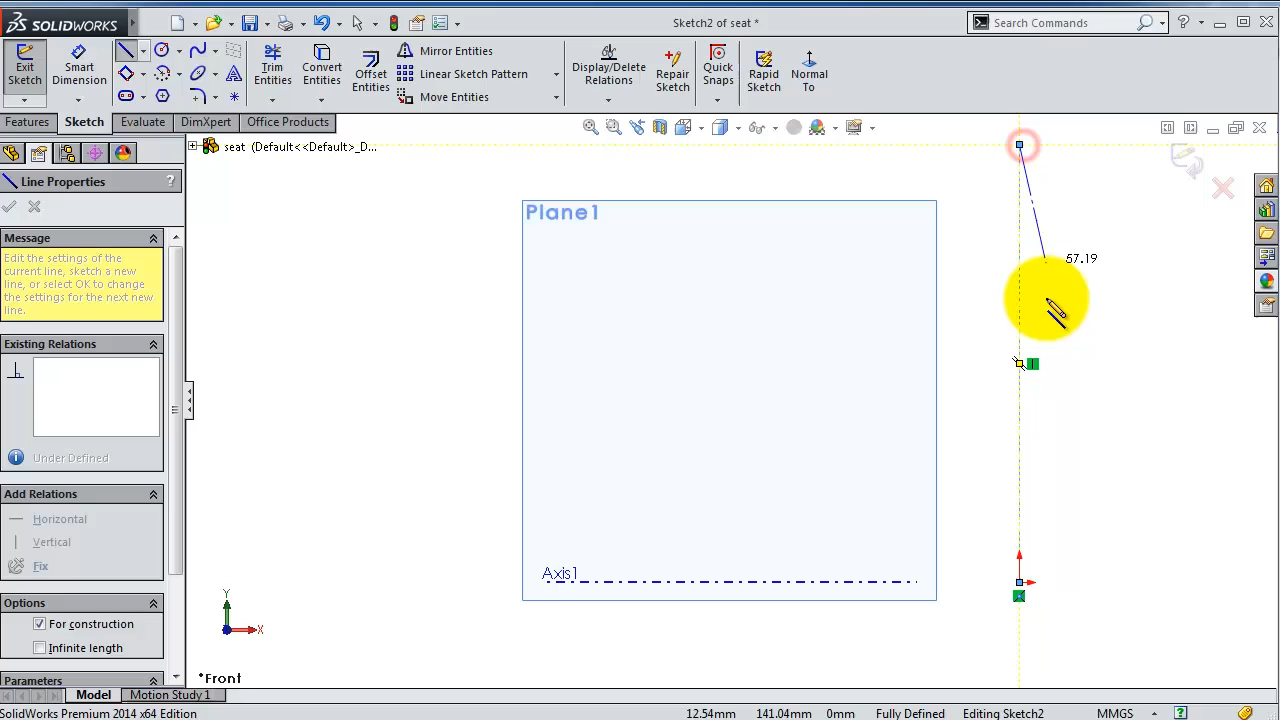 SOLIDWORKS
Sketch2 of seat *
Search Commands
?
Exit Sketch
Smart Dimension
Trim Entities
Convert Entities
Offset Entities
Mirror Entities
Linear Sketch Pattern
Move Entities
Display/Delete Relations
Repair Sketch
Quick Snaps
Rapid Sketch
Normal To
Features
Sketch
Evaluate
DimXpert
Office Products
seat (Default<<Default>_D...
Line Properties
?
Message
Edit the settings of the
current line, sketch a new
line, or select OK to change
the settings for the next new
line.
Existing Relations
Under Defined
Add Relations
Horizontal
Vertical
Fix
Options
For construction
Infinite length
Parameters
Plane1
57.19
Axis1
Y
X
*Front
Model
Motion Study 1
SolidWorks Premium 2014 x64 Edition
12.54mm
141.04mm
0mm
Fully Defined
Editing Sketch2
MMGS
?